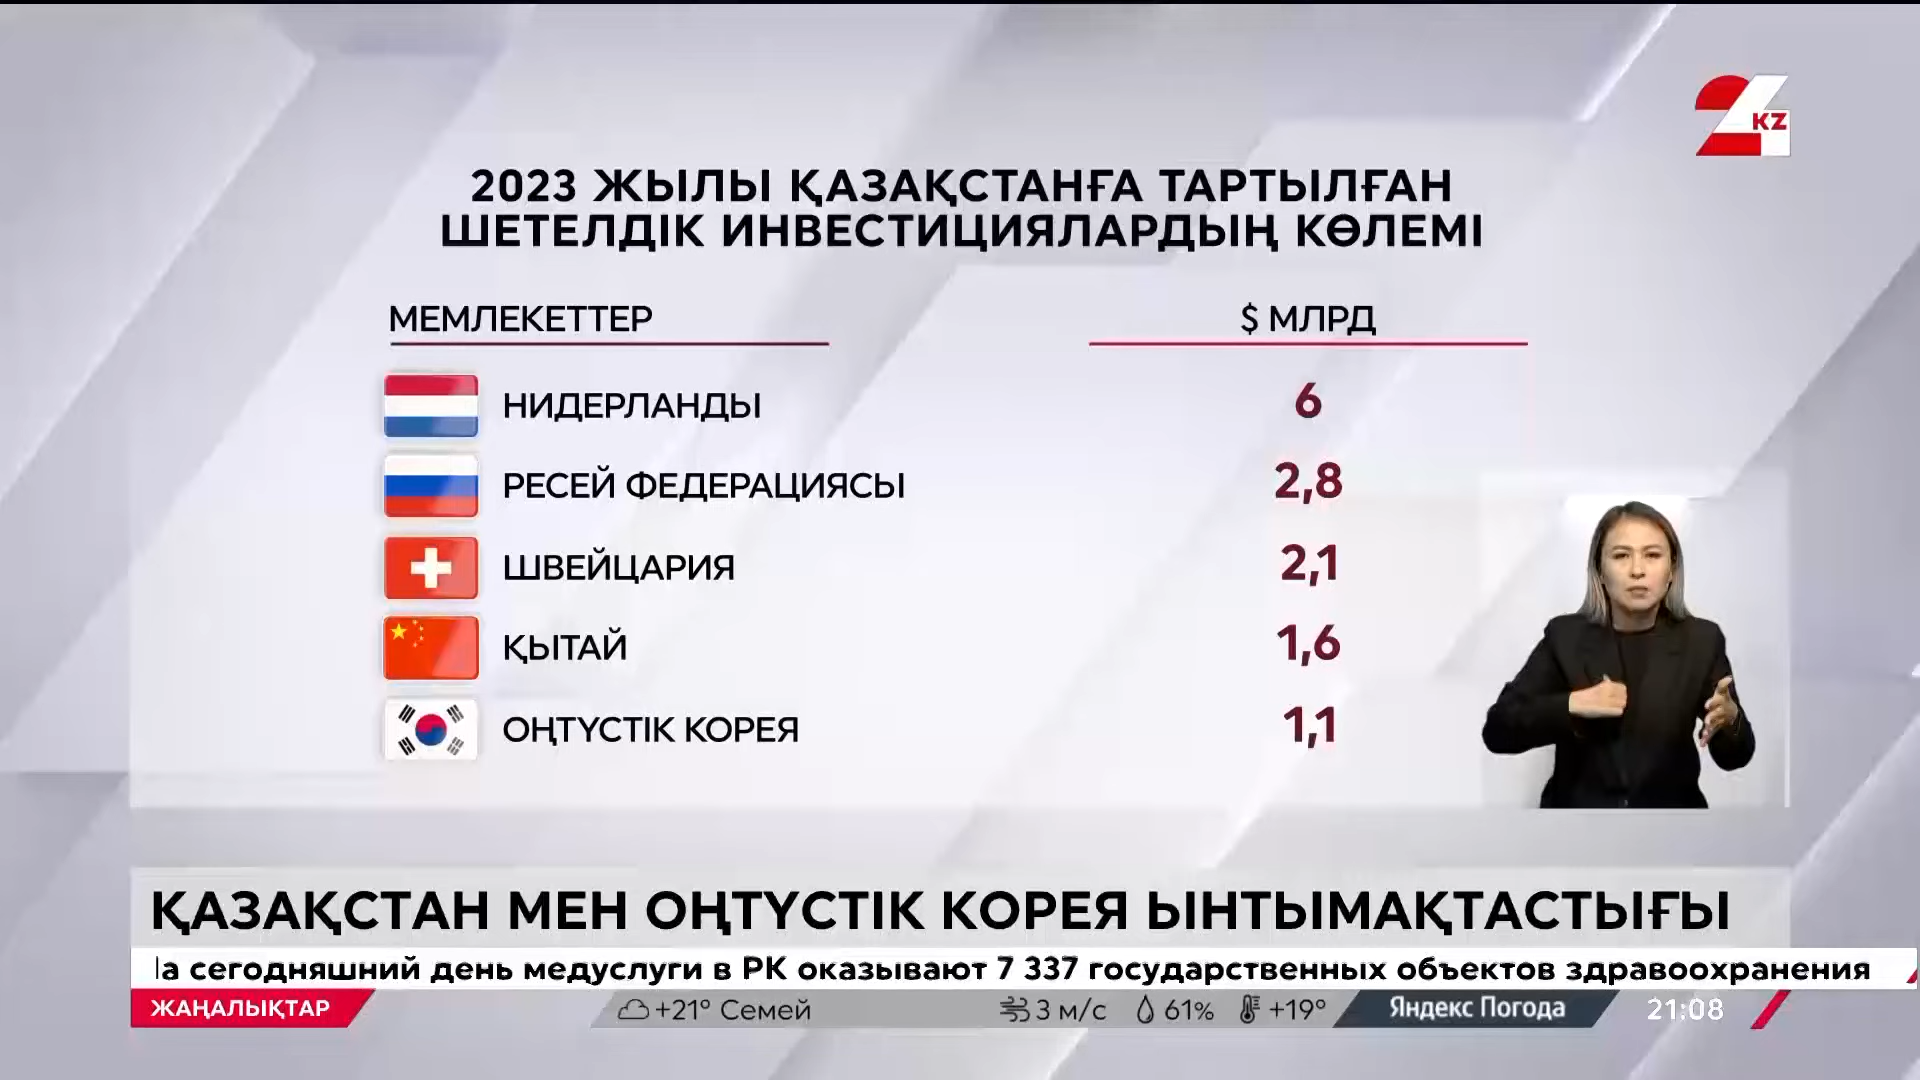 24 KZ
2023 ЖЫЛЫ ҚАЗАҚСТАНҒА ТАРТЫЛҒАН
ШЕТЕЛДІК ИНВЕСТИЦИЯЛАРДЫҢ КӨЛЕМІ
МЕМЛЕКЕТТЕР $ МЛРД
НИДЕРЛАНДЫ 6
РЕСЕЙ ФЕДЕРАЦИЯСЫ 2,8
ШВЕЙЦАРИЯ 2,1
ҚЫТАЙ 1,6
ОҢТҮСТІК КОРЕЯ 1,1
ҚАЗАҚСТАН МЕН ОҢТҮСТІК КОРЕЯ ЫНТЫМАҚТАСТЫҒЫ
а сегодняшний день медуслуги в РК оказывают 7 337 государственных объектов здравоохранения
ЖАҢАЛЫҚТАР +21° Семей 3 м/с 61% +19° Яндекс Погода 21:08